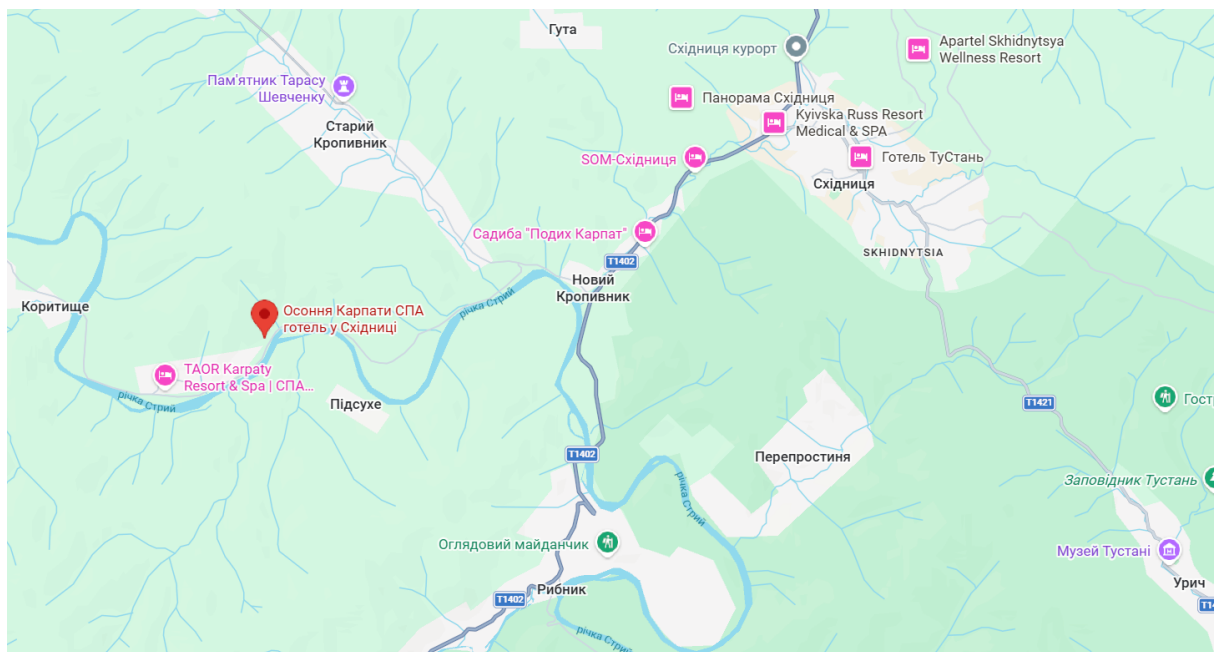 Гута
Східниця курорт
Apartel Skhidnytsya
Wellness Resort
Пам'ятник Тарасу
Шевченку
Панорама Східниця
Kyivska Russ Resort
Medical & SPA
Старий
Кропивник
SOM-Східниця
Готель ТуСтань
Східниця
Садиба "Подих Карпат"
SKHIDNYTSIA
T1402
Новий
Кропивник
річка Стрий
Коритище
Осоння Карпати СПА
готель у Східниці
TAOR Karpaty
Resort & Spa | СПА...
річка Стрий
Підсухе
T1421
Гостр
T1402
Перепростиня
Заповідник Тустань
річка Стрий
Оглядовий майданчик
Музей Тустані
Урич
Рибник
T1402
T14
річка Стрий